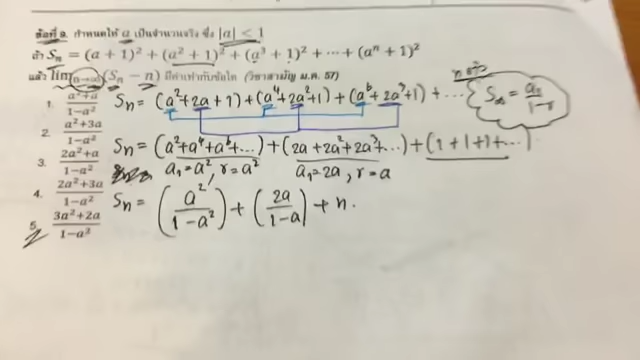 ข้อที่ 9. กำหนดให้ a เป็นจำนวนจริง ซึ่ง |a| < 1
ถ้า Sₙ = (a + 1)² + (a² + 1)² + (a³ + 1)² + ⋯ + (aⁿ + 1)²
แล้ว lim(n→∞)(Sₙ − n) มีค่าเท่ากับข้อใด (วิชาสามัญ ม.ค. 57)
1. (a²+a)/(1−a²)
2. (a²+3a)/(1−a²)
3. (2a²+a)/(1−a²)
4. (2a²+3a)/(1−a²)
5. (3a²+2a)/(1−a²)
Sₙ = (a²+2a+1)+(a⁴+2a²+1)+(a⁶+2a³+1)+⋯
n ตัว
S∞ = a₁/(1−r)
Sₙ = (a²+a⁴+a⁶+⋯)+(2a+2a²+2a³+⋯)+(1+1+1+⋯)
a₁=a², r=a² a₁=2a, r=a
Sₙ = (a²/(1−a²)) + (2a/(1−a)) + n.